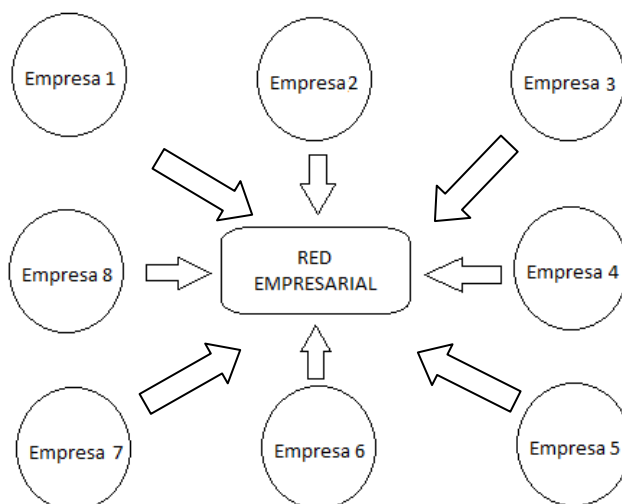 Empresa 1
Empresa2
Empresa 3
RED
EMPRESARIAL
Empresa 8
Empresa 4
Empresa 7
Empresa 6
Empresa 5